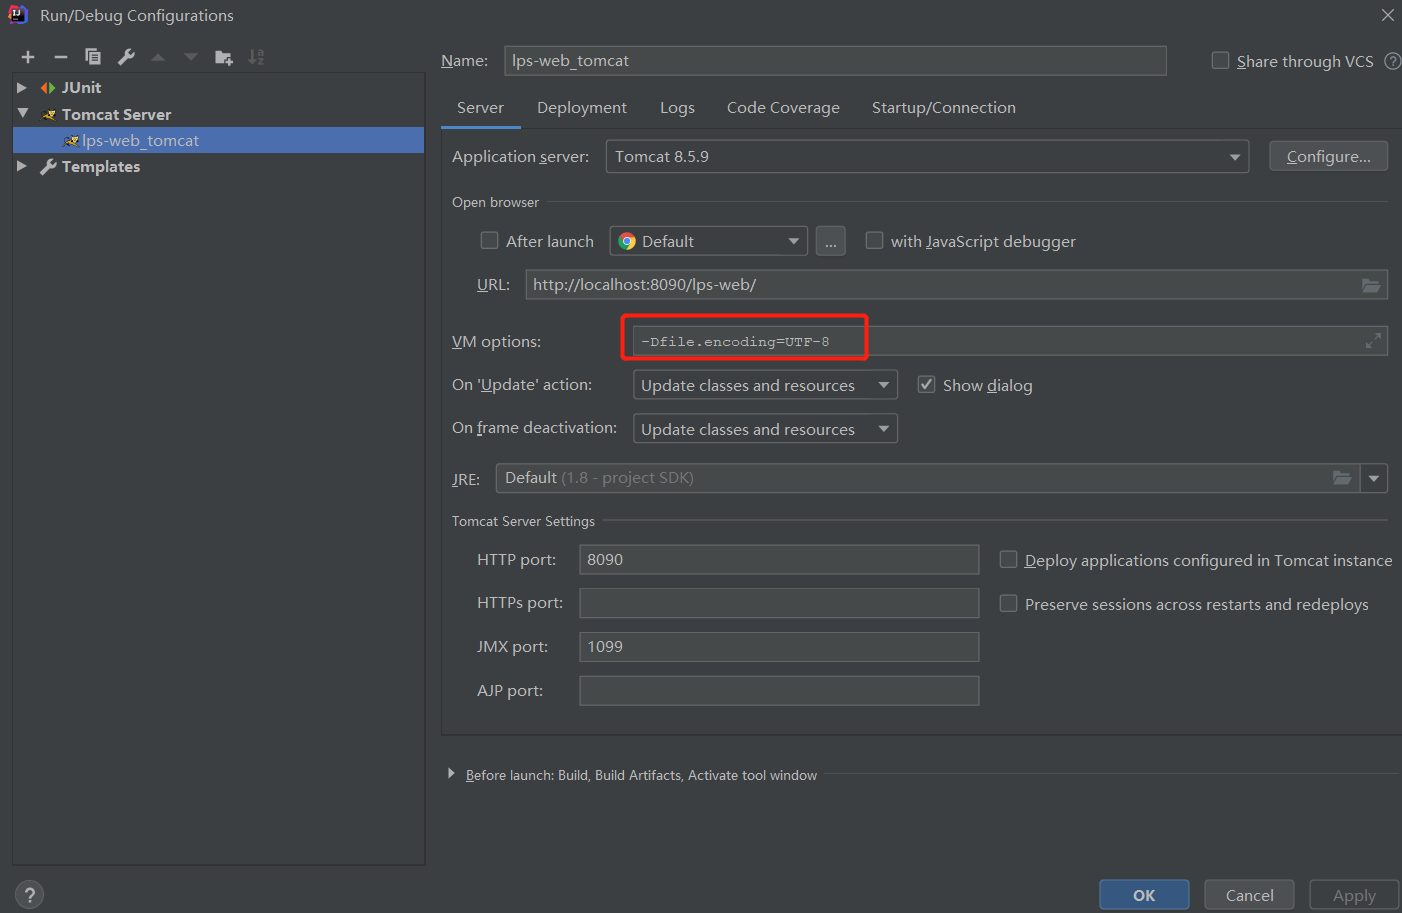 Run/Debug Configurations
JUnit
Tomcat Server
lps-web_tomcat
Templates
Name: lps-web_tomcat
Share through VCS ?
Server Deployment Logs Code Coverage Startup/Connection
Application server: Tomcat 8.5.9 Configure...
Open browser
After launch Default ... with JavaScript debugger
URL: http://localhost:8090/lps-web/
VM options: -Dfile.encoding=UTF-8
On 'Update' action: Update classes and resources Show dialog
On frame deactivation: Update classes and resources
JRE: Default (1.8 - project SDK)
Tomcat Server Settings
HTTP port: 8090 Deploy applications configured in Tomcat instance
HTTPs port: Preserve sessions across restarts and redeploys
JMX port: 1099
AJP port:
Before launch: Build, Build Artifacts, Activate tool window
? OK Cancel Apply